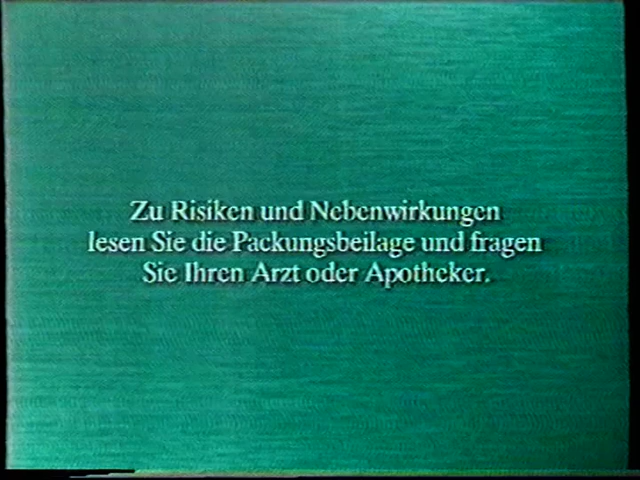 Zu Risiken und Nebenwirkungen
lesen Sie die Packungsbeilage und fragen
Sie Ihren Arzt oder Apotheker.